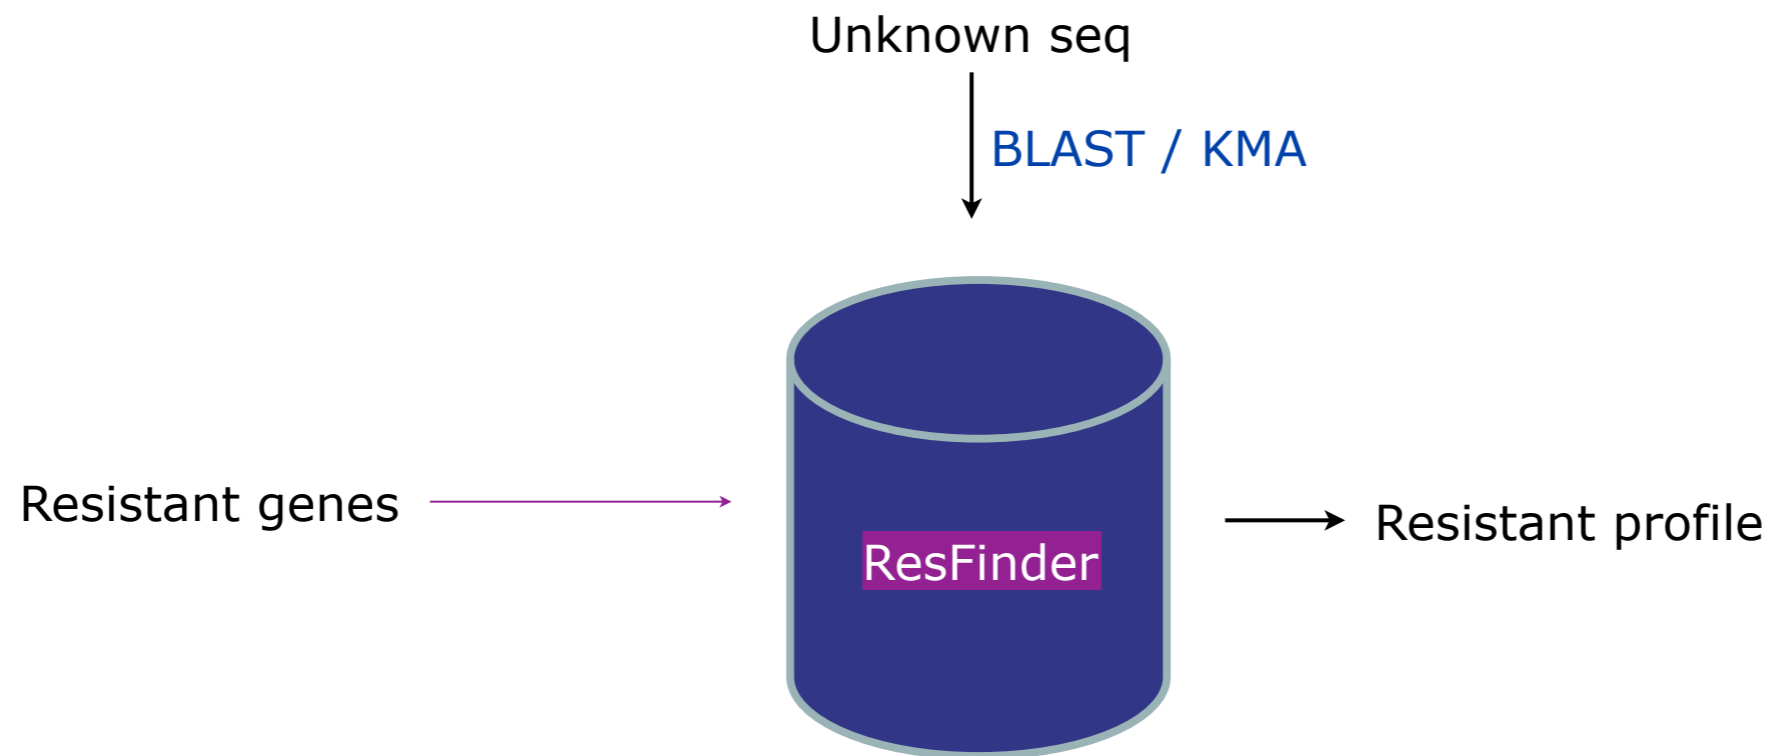 Unknown seq
BLAST / KMA
Resistant genes
ResFinder
Resistant profile